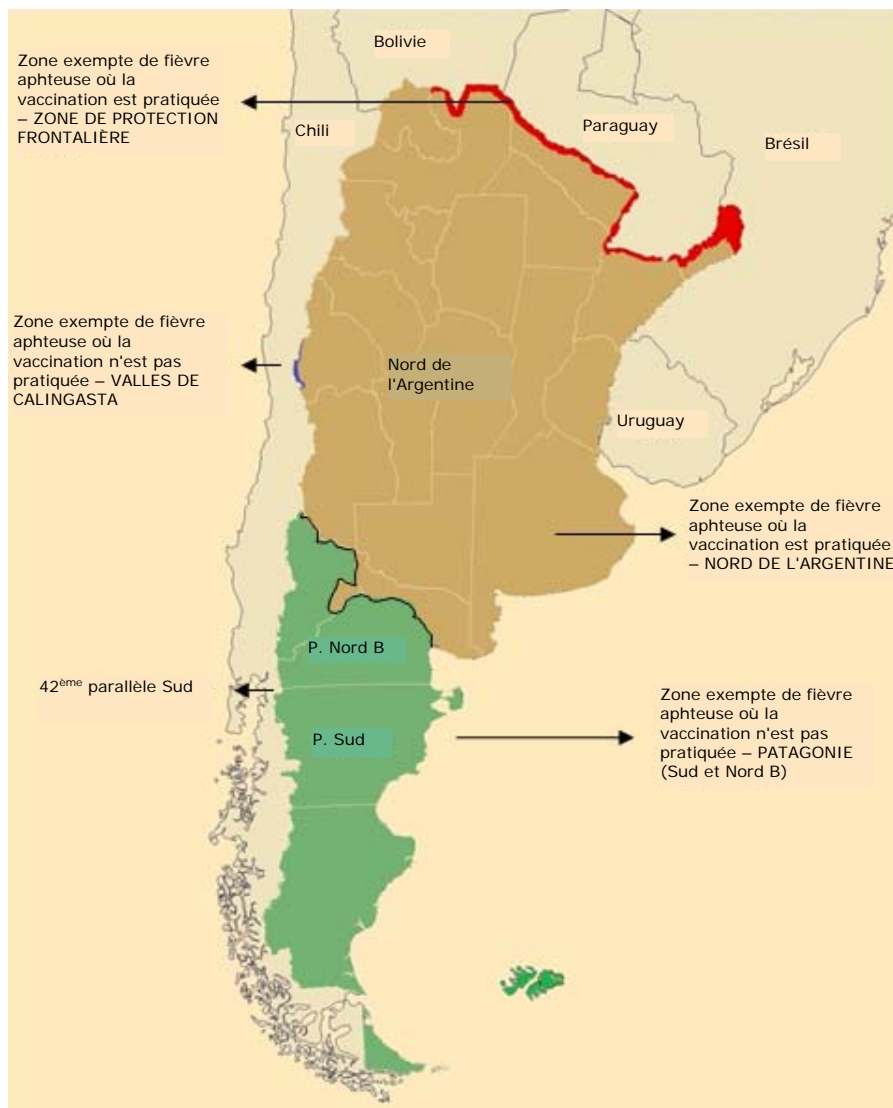 Bolivie
Zone exempte de fièvre
aphteuse où la
vaccination est pratiquée
– ZONE DE PROTECTION
FRONTALIÈRE
Chili
Paraguay
Brésil
Zone exempte de fièvre
aphteuse où la
vaccination n'est pas
pratiquée – VALLES DE
CALINGASTA
Nord de
l'Argentine
Uruguay
Zone exempte de fièvre
aphteuse où la
vaccination est pratiquée
– NORD DE L'ARGENTINE
P. Nord B
42ème parallèle Sud
P. Sud
Zone exempte de fièvre
aphteuse où la
vaccination n'est pas
pratiquée – PATAGONIE
(Sud et Nord B)